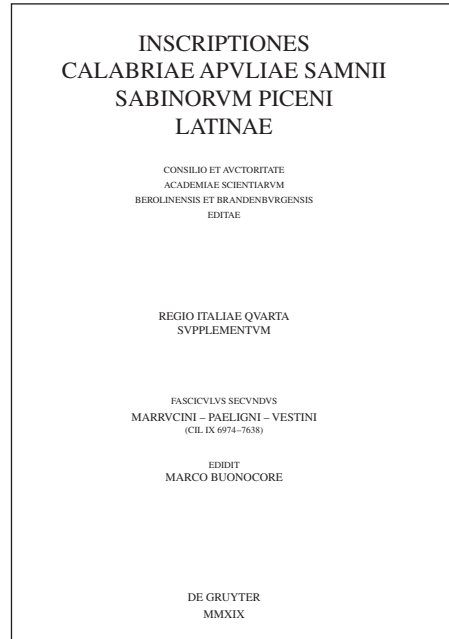 INSCRIPTIONES
CALABRIAE APVLIAE SAMNII
SABINORVM PICENI
LATINAE
CONSILIO ET AVCTORITATE
ACADEMIAE SCIENTIARVM
BEROLINENSIS ET BRANDENBVRGENSIS
EDITAE
REGIO ITALIAE QVARTA
SVPPLEMENTVM
FASCICVLVS SECVNDVS
MARRVCINI – PAELIGNI – VESTINI
(CIL IX 6974–7638)
EDIDIT
MARCO BUONOCORE
DE GRUYTER
MMXIX